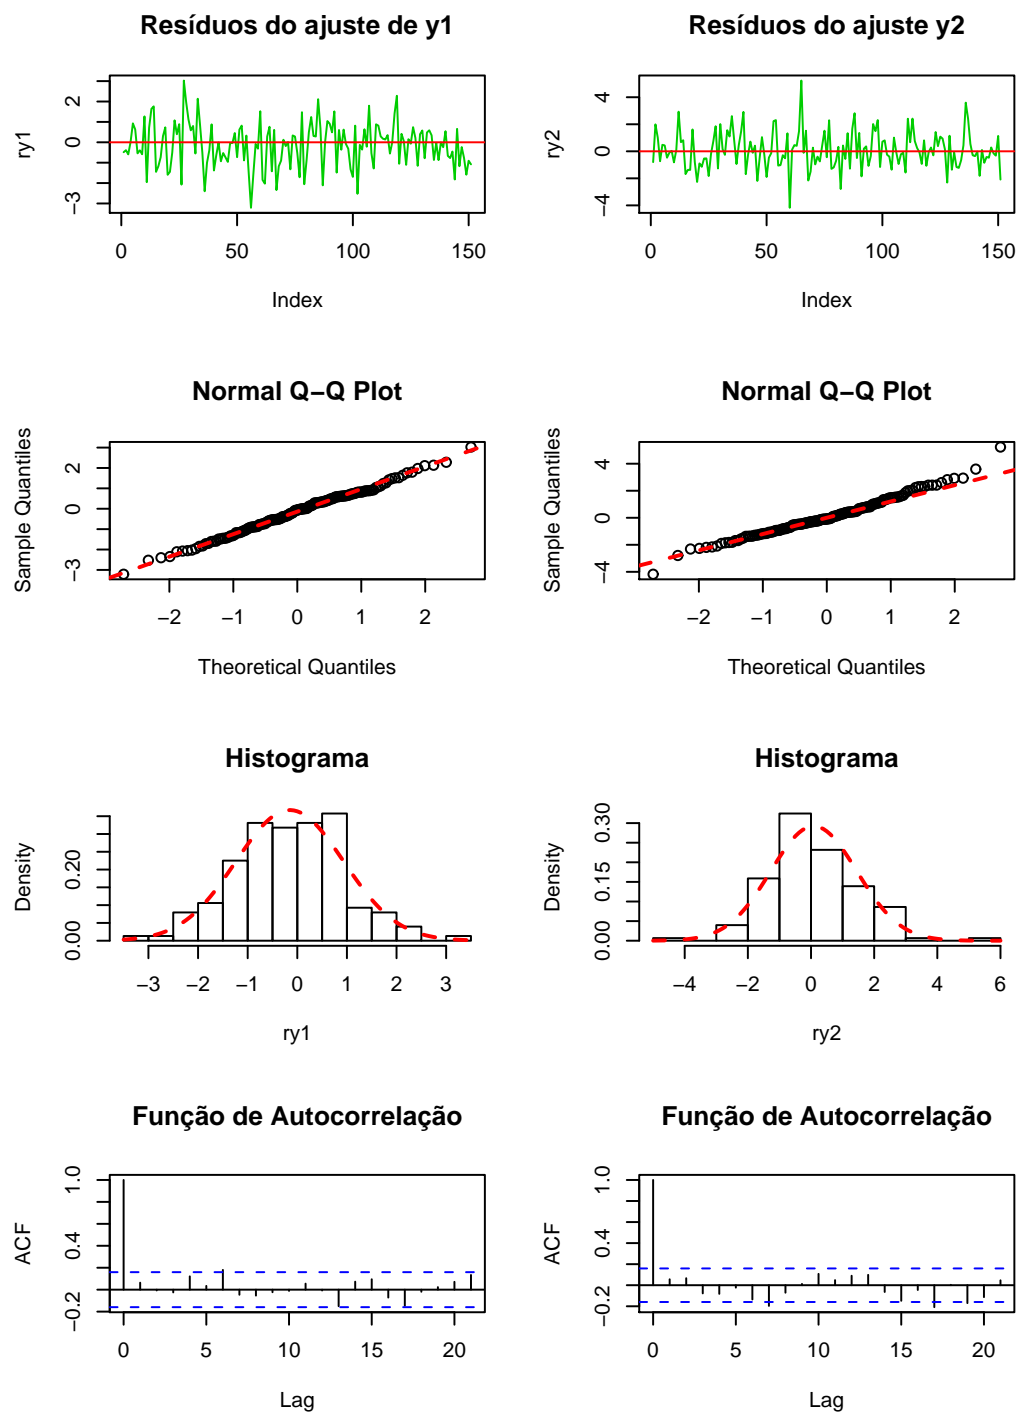 Resíduos do ajuste de y1
ry1
2
0
−3
0 50 100 150
Index
Resíduos do ajuste y2
ry2
4
0
−4
0 50 100 150
Index
Normal Q−Q Plot
Sample Quantiles
2
0
−3
−2 −1 0 1 2
Theoretical Quantiles
Normal Q−Q Plot
Sample Quantiles
4
0
−4
−2 −1 0 1 2
Theoretical Quantiles
Histograma
Density
0.20
0.00
−3 −2 −1 0 1 2 3
ry1
Histograma
Density
0.30
0.15
0.00
−4 −2 0 2 4 6
ry2
Função de Autocorrelação
ACF
1.0
0.4
−0.2
0 5 10 15 20
Lag
Função de Autocorrelação
ACF
1.0
0.4
−0.2
0 5 10 15 20
Lag